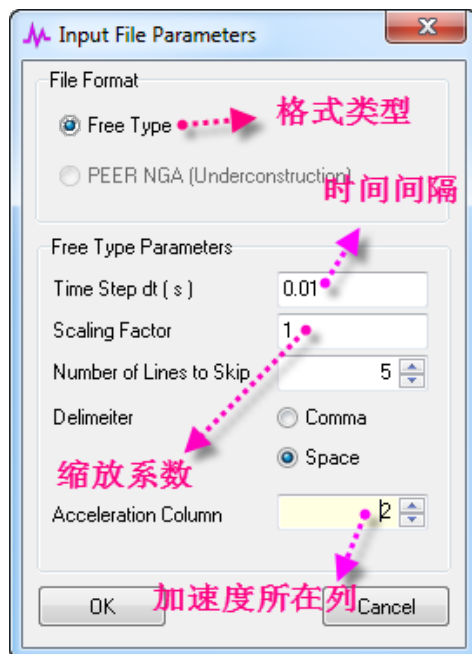 Input File Parameters
File Format
Free Type
格式类型
PEER NGA (Underconstruction)
时间间隔
Free Type Parameters
Time Step dt ( s ) 0.01
Scaling Factor 1
Number of Lines to Skip 5
Delimeiter Comma
Space
缩放系数
Acceleration Column 2
OK 加速度所在列 Cancel